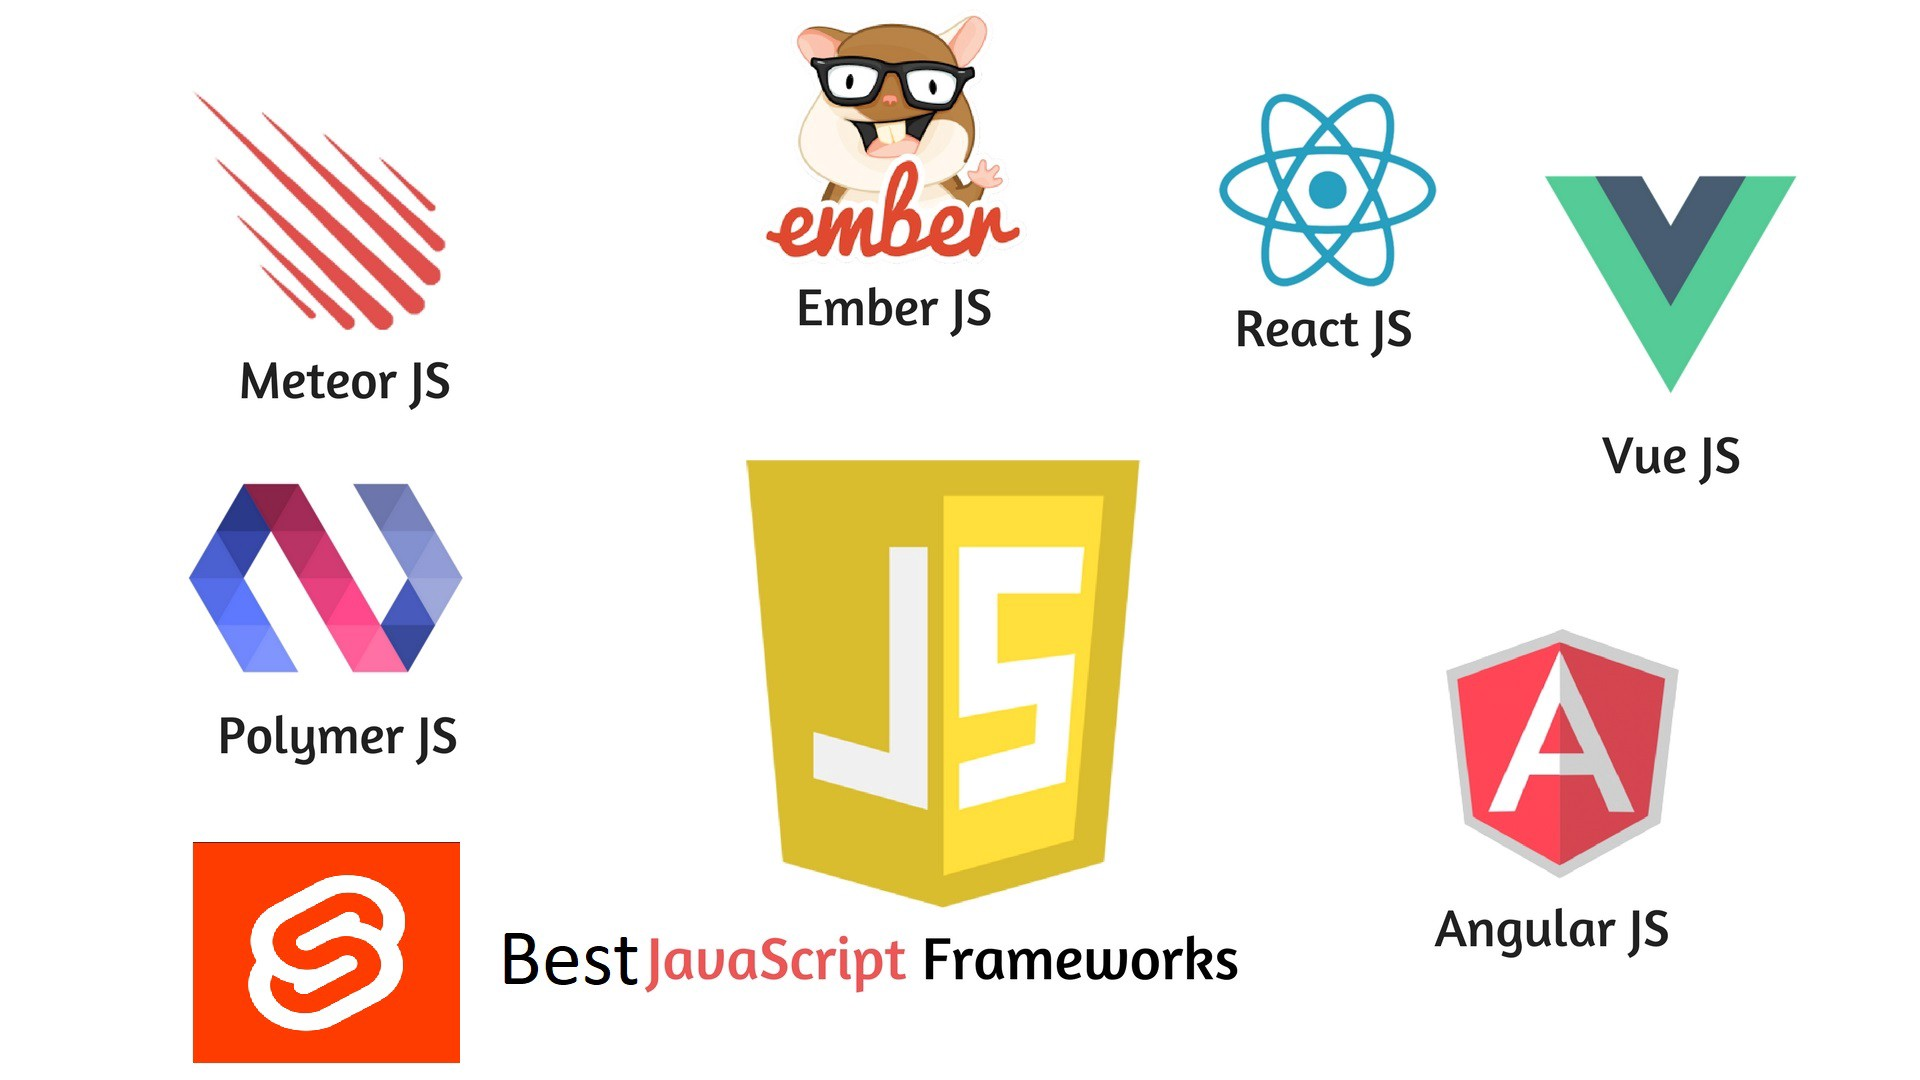 ember
Ember JS
React JS
Meteor JS
Vue JS
JS
Polymer JS
A
Angular JS
Best JavaScript Frameworks